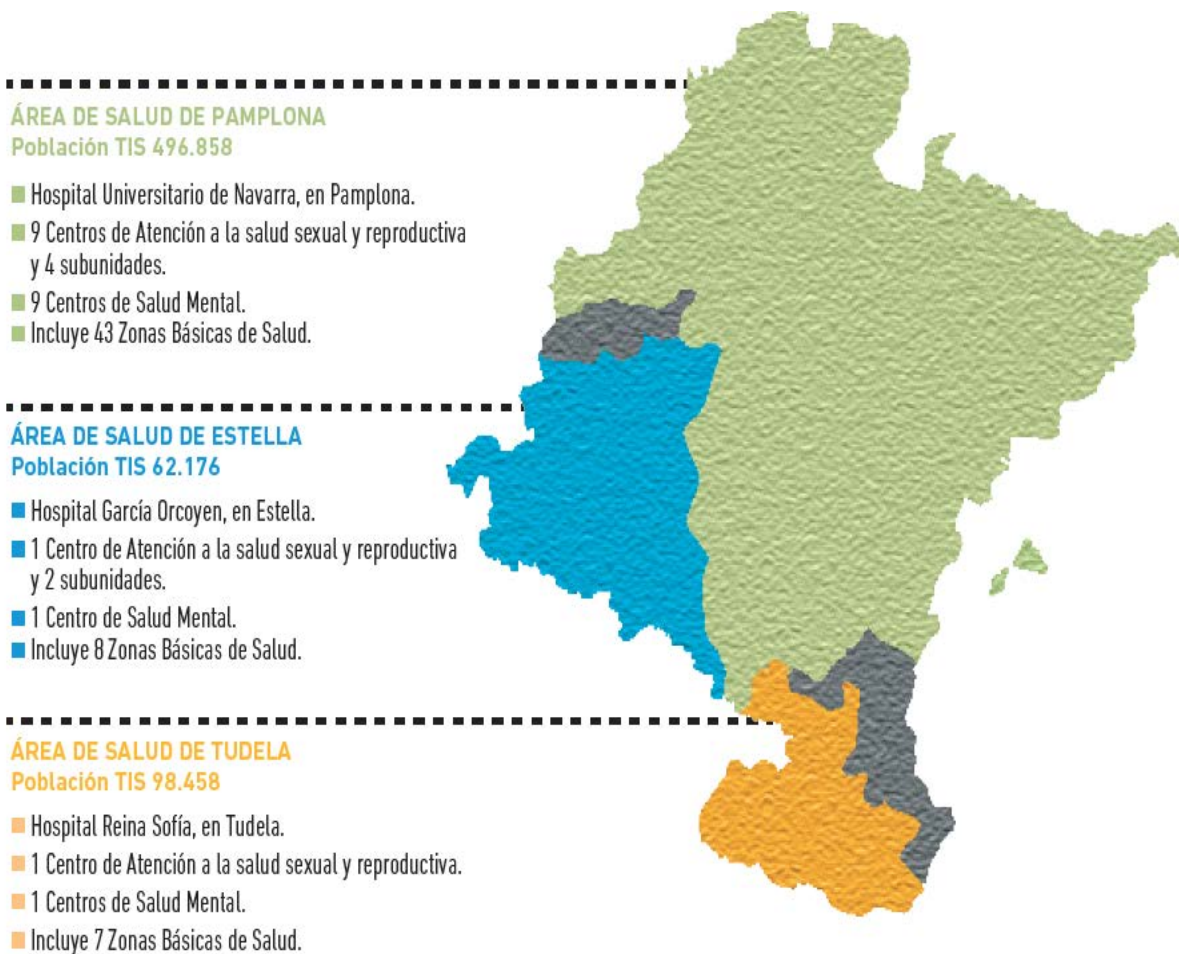 ÁREA DE SALUD DE PAMPLONA
Población TIS 496.858
Hospital Universitario de Navarra, en Pamplona.
9 Centros de Atención a la salud sexual y reproductiva
y 4 subunidades.
9 Centros de Salud Mental.
Incluye 43 Zonas Básicas de Salud.
ÁREA DE SALUD DE ESTELLA
Población TIS 62.176
Hospital García Orcoyen, en Estella.
1 Centro de Atención a la salud sexual y reproductiva
y 2 subunidades.
1 Centro de Salud Mental.
Incluye 8 Zonas Básicas de Salud.
ÁREA DE SALUD DE TUDELA
Población TIS 98.458
Hospital Reina Sofía, en Tudela.
1 Centro de Atención a la salud sexual y reproductiva.
1 Centros de Salud Mental.
Incluye 7 Zonas Básicas de Salud.